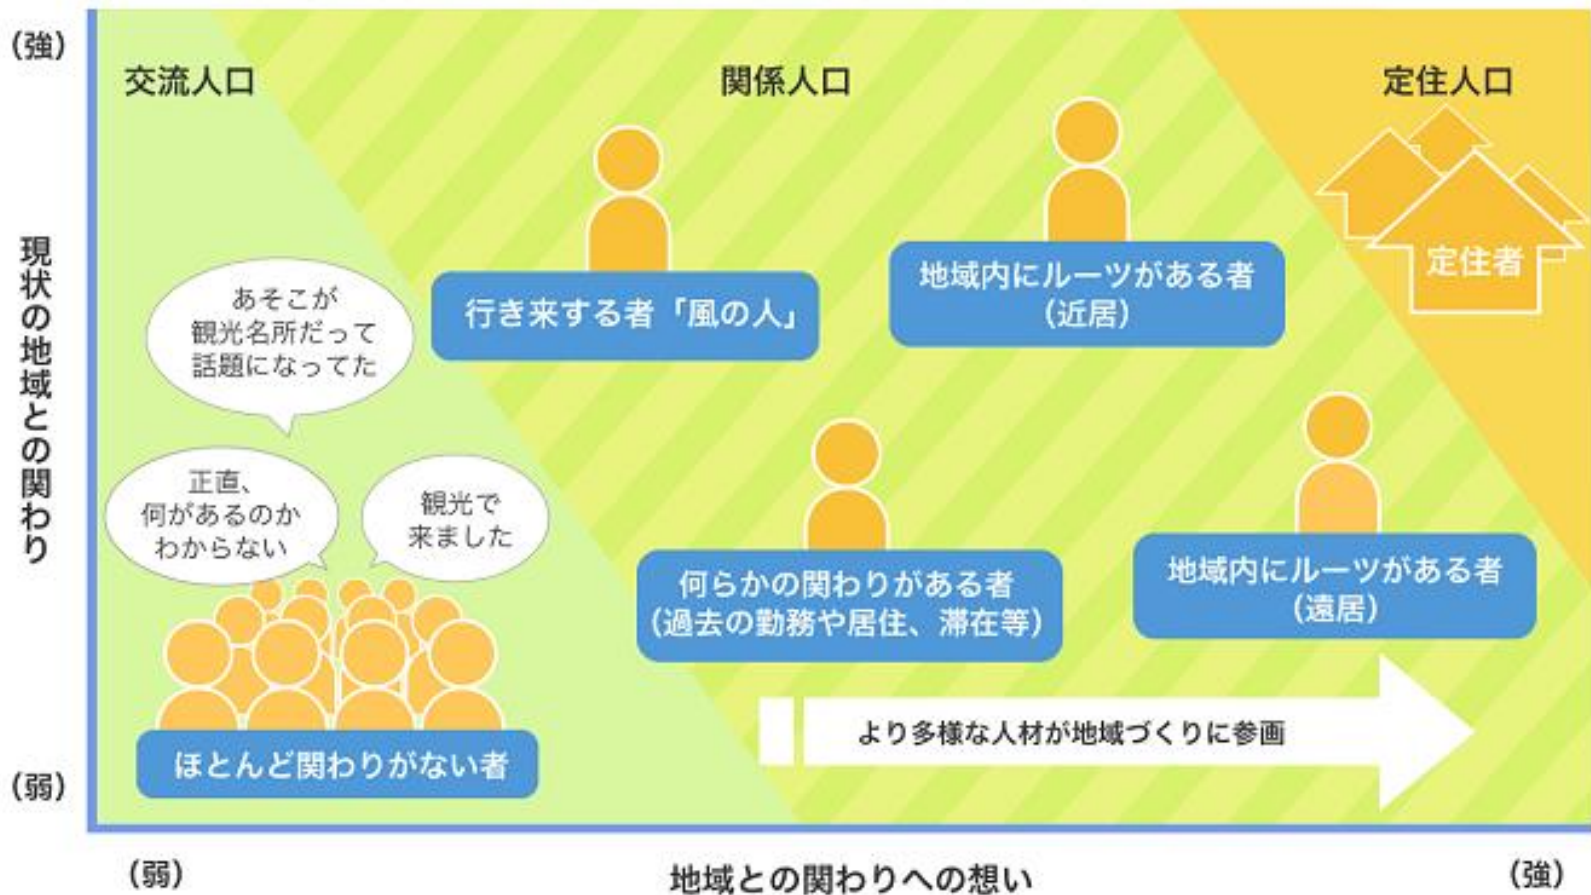 (強)
交流人口
関係人口
定住人口
現状の地域との関わり
あそこが
観光名所だって
話題になってた
行き来する者「風の人」
地域内にルーツがある者
(近居)
定住者
正直、
何があるのか
わからない
観光で
来ました
何らかの関わりがある者
(過去の勤務や居住、滞在等)
地域内にルーツがある者
(遠居)
より多様な人材が地域づくりに参画
ほとんど関わりがない者
(弱)
(弱)
地域との関わりへの想い
(強)